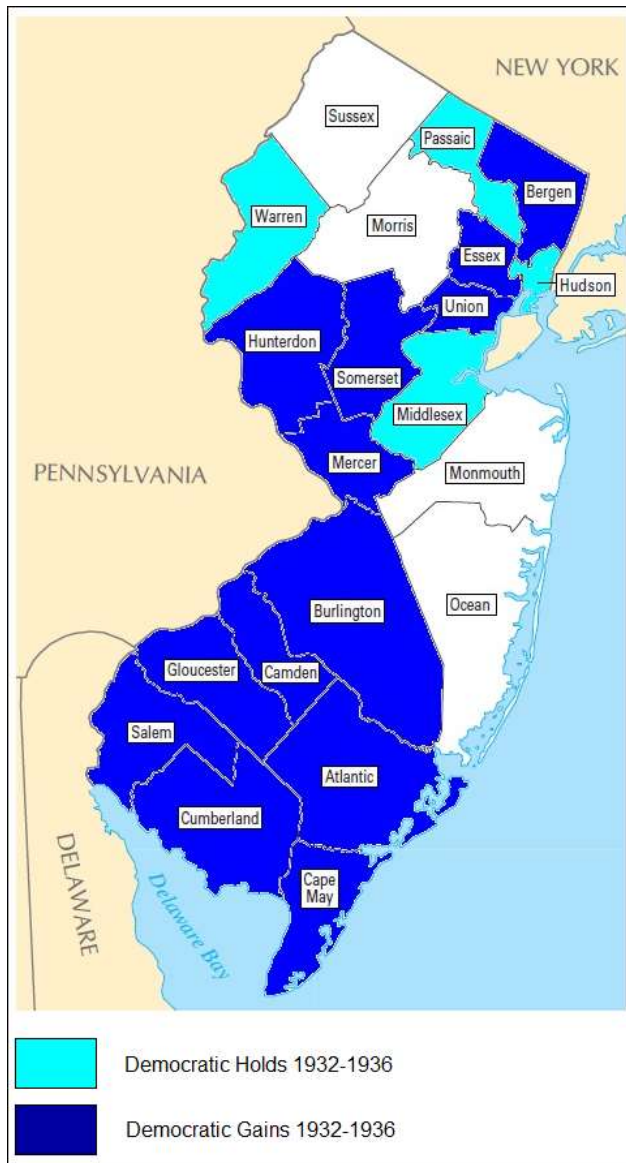 NEW YORK
Sussex
Passaic
Bergen
Warren
Morris
Essex
Hudson
Union
Hunterdon
Somerset
Middlesex
Mercer
Monmouth
PENNSYLVANIA
Ocean
Burlington
Gloucester
Camden
Salem
Atlantic
Cumberland
Cape
May
DELAWARE
Delaware Bay
Democratic Holds 1932-1936
Democratic Gains 1932-1936